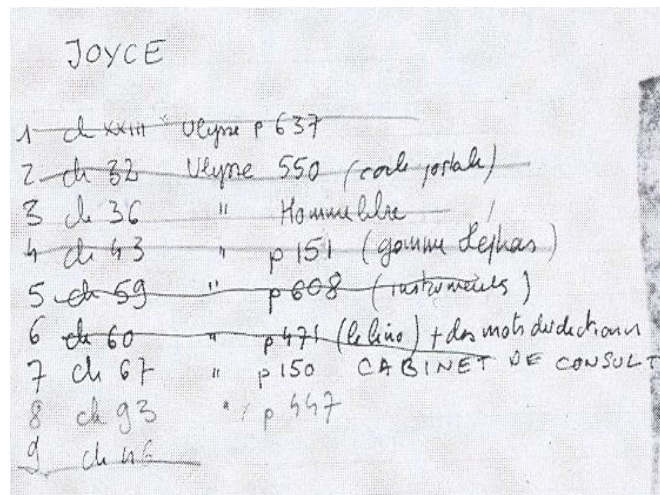 JOYCE
1 ch XXIII " Ulysse p 637
2 ch 32 Ulysse 550 (carte postale)
3 ch 36 " Homme libre
4 ch 43 " p 151 (gomme Lephas)
5 ch 59 " p 608 (instruments)
6 ch 60 " p 471 (le lino) + des mots du dictionn
7 ch 67 " p 150 CABINET DE CONSULT
8 ch 93 " p 447
9 ch 46